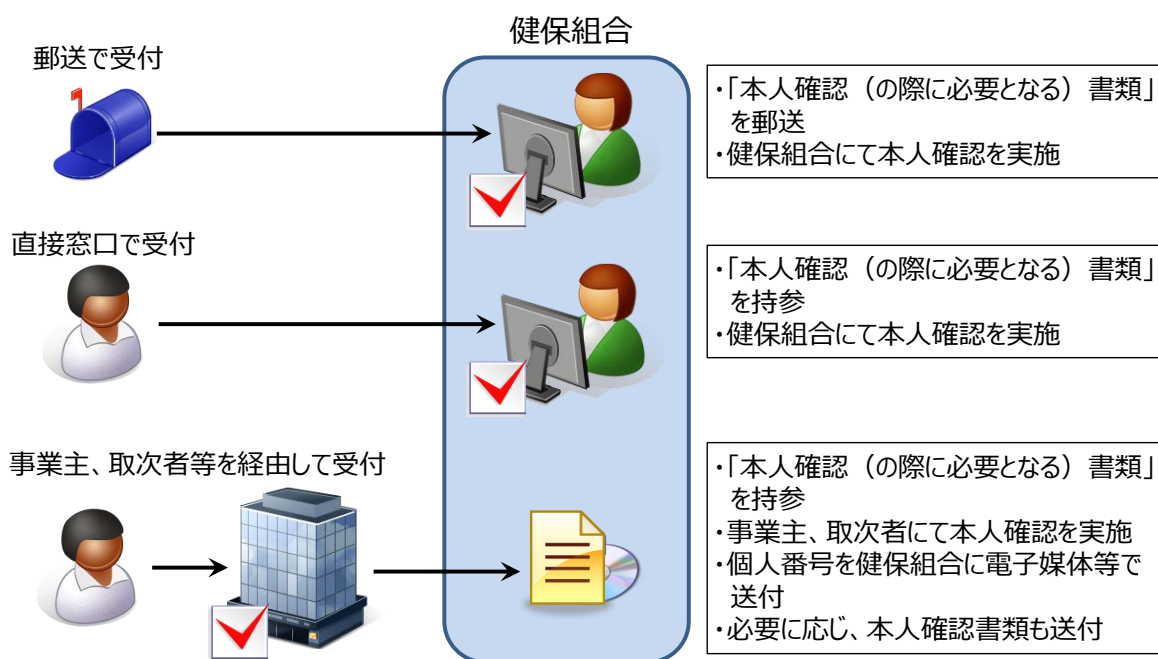 健保組合
郵送で受付
・「本人確認（の際に必要となる）書類」
を郵送
・健保組合にて本人確認を実施
直接窓口で受付
・「本人確認（の際に必要となる）書類」
を持参
・健保組合にて本人確認を実施
事業主、取次者等を経由して受付
・「本人確認（の際に必要となる）書類」
を持参
・事業主、取次者にて本人確認を実施
・個人番号を健保組合に電子媒体等で
送付
・必要に応じ、本人確認書類も送付